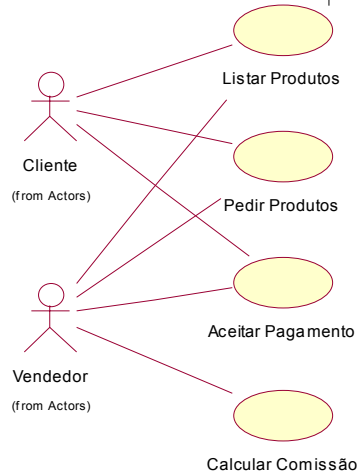 Listar Produtos
Cliente
(from Actors)
Pedir Produtos
Aceitar Pagamento
Vendedor
(from Actors)
Calcular Comissão